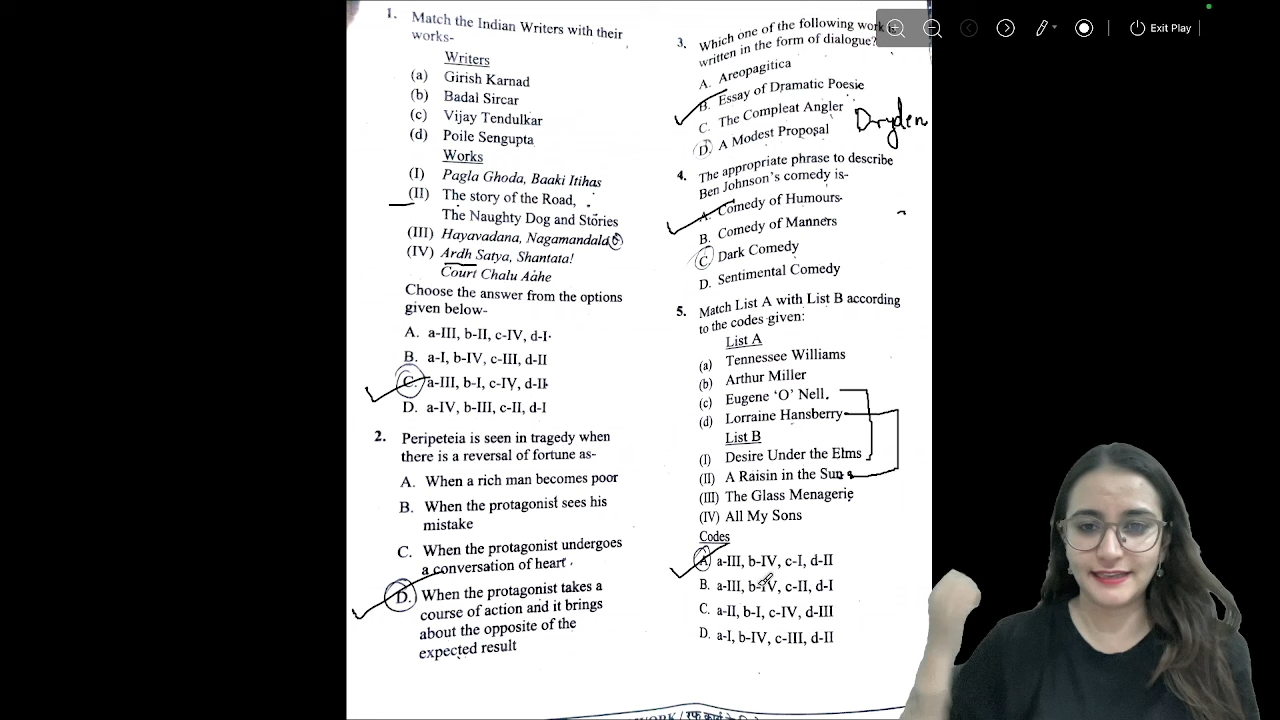 1. Match the Indian Writers with their
works-
Writers
(a) Girish Karnad
(b) Badal Sircar
(c) Vijay Tendulkar
(d) Poile Sengupta
Works
(I) Pagla Ghoda, Baaki Itihas
(II) The story of the Road,
The Naughty Dog and Stories
(III) Hayavadana, Nagamandala
(IV) Ardh Satya, Shantata!
Court Chalu Aahe
Choose the answer from the options
given below-
A. a-III, b-II, c-IV, d-I
B. a-I, b-IV, c-III, d-II
C. a-III, b-I, c-IV, d-II
D. a-IV, b-III, c-II, d-I
2. Peripeteia is seen in tragedy when
there is a reversal of fortune as-
A. When a rich man becomes poor
B. When the protagonist sees his
mistake
C. When the protagonist undergoes
a conversation of heart
D. When the protagonist takes a
course of action and it brings
about the opposite of the
expected result
3. Which one of the following work
written in the form of dialogue?
A. Areopagitica
B. Essay of Dramatic Poesie
C. The Compleat Angler
Dryden
D. A Modest Proposal
4. The appropriate phrase to describe
Ben Johnson's comedy is-
A. Comedy of Humours
B. Comedy of Manners
C. Dark Comedy
D. Sentimental Comedy
5. Match List A with List B according
to the codes given:
List A
(a) Tennessee Williams
(b) Arthur Miller
(c) Eugene 'O' Nell.
(d) Lorraine Hansberry
List B
(I) Desire Under the Elms
(II) A Raisin in the Sun
(III) The Glass Menagerie
(IV) All My Sons
Codes
A. a-III, b-IV, c-I, d-II
B. a-III, b-IV, c-II, d-I
C. a-II, b-I, c-IV, d-III
D. a-I, b-IV, c-III, d-II
Exit Play